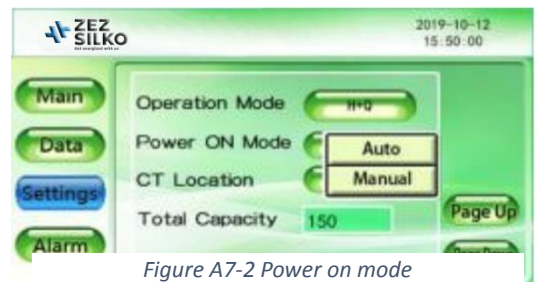 ZEZ
SILKO
2019-10-12
15:50:00
Main
Data
Settings
Alarm
Operation Mode H+Q
Power ON Mode
Auto
Manual
CT Location
Total Capacity 150
Page Up
Figure A7-2 Power on mode